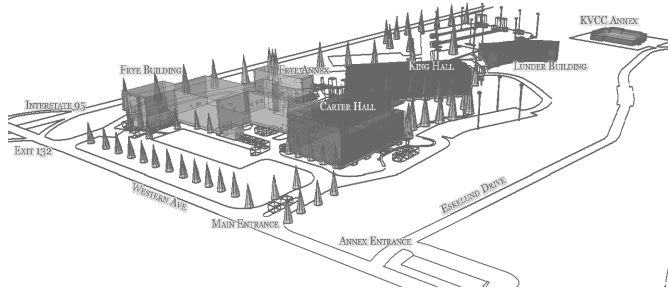 KVCC Annex
Frye Building
Frye Annex
King Hall
Lunder Building
Interstate 95
Carter Hall
Exit 132
Western Ave
Eskelund Drive
Main Entrance
Annex Entrance